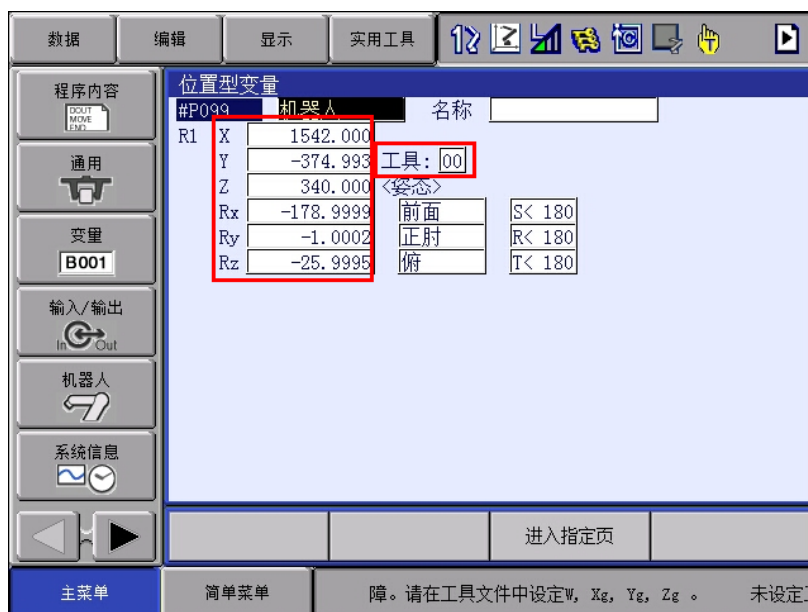 数据 编辑 显示 实用工具
程序内容
DOUT
MOVE
END
通用
变量
B001
输入/输出
In Out
机器人
系统信息
主菜单 简单菜单
位置型变量
#P099 机器人 名称
R1 X 1542.000
Y -374.993 工具: 00
Z 340.000 <姿态>
Rx -178.9999 前面 S< 180
Ry -1.0002 正肘 R< 180
Rz -25.9995 俯 T< 180
进入指定页
障。请在工具文件中设定W, Xg, Yg, Zg 。 未设定